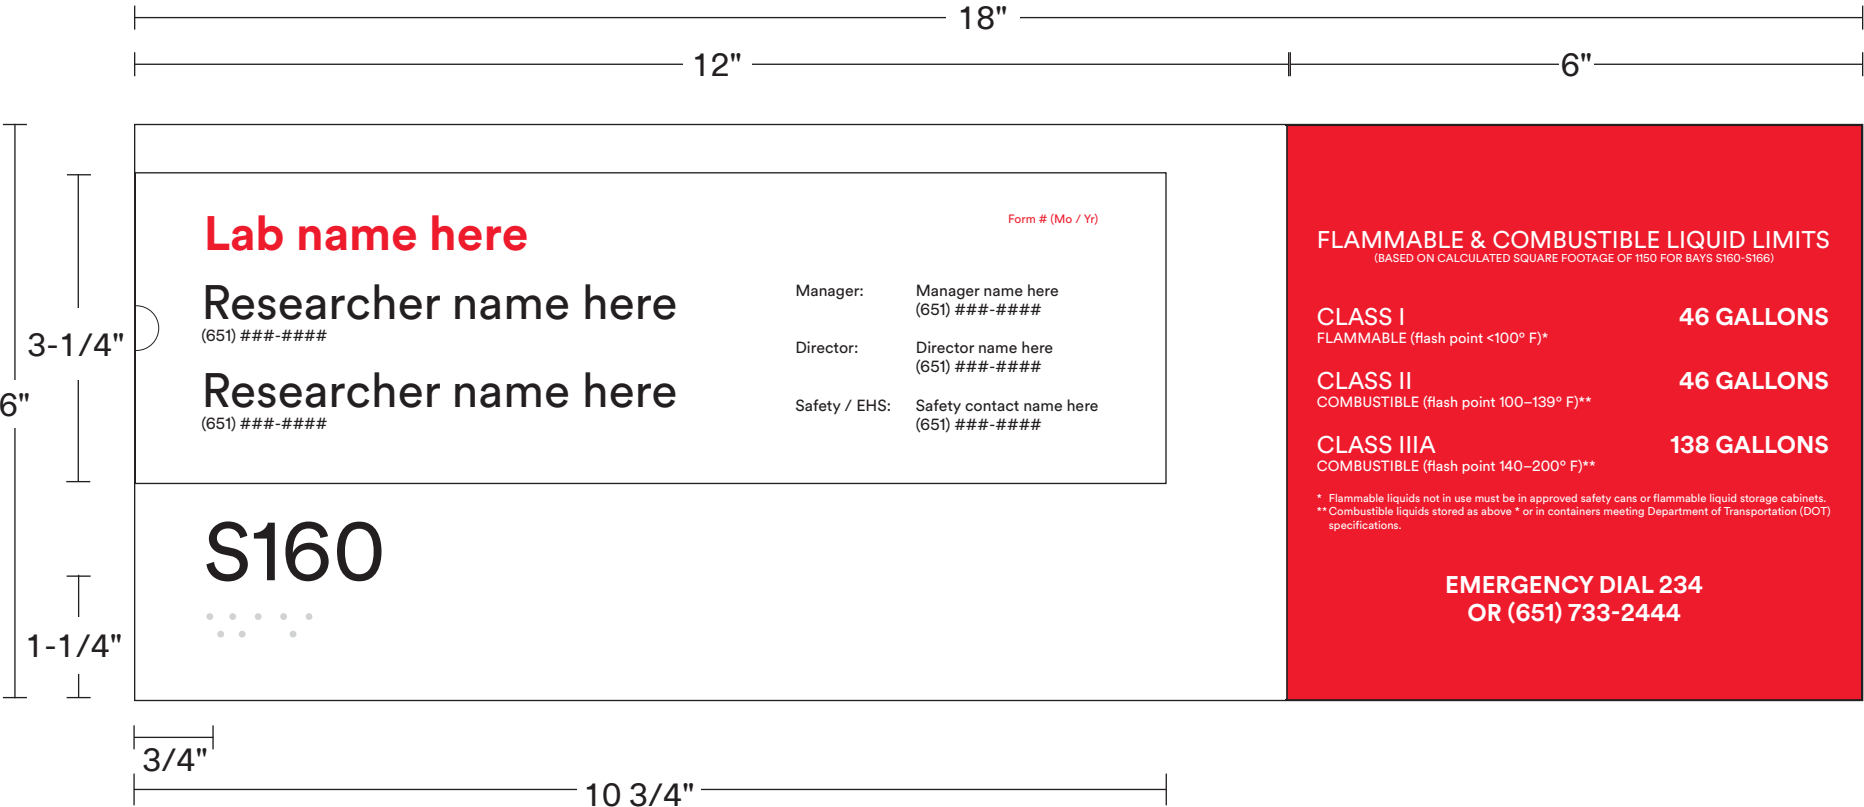 18"
12"
6"
6"
3-1/4"
1-1/4"
Lab name here
Form # (Mo / Yr)
Researcher name here
(651) ###-####
Researcher name here
(651) ###-####
Manager: Manager name here
(651) ###-####
Director: Director name here
(651) ###-####
Safety / EHS: Safety contact name here
(651) ###-####
S160
FLAMMABLE & COMBUSTIBLE LIQUID LIMITS
(BASED ON CALCULATED SQUARE FOOTAGE OF 1150 FOR BAYS S160-S166)
CLASS I 46 GALLONS
FLAMMABLE (flash point <100° F)*
CLASS II 46 GALLONS
COMBUSTIBLE (flash point 100–139° F)**
CLASS IIIA 138 GALLONS
COMBUSTIBLE (flash point 140–200° F)**
* Flammable liquids not in use must be in approved safety cans or flammable liquid storage cabinets.
** Combustible liquids stored as above * or in containers meeting Department of Transportation (DOT)
specifications.
EMERGENCY DIAL 234
OR (651) 733-2444
3/4"
10 3/4"